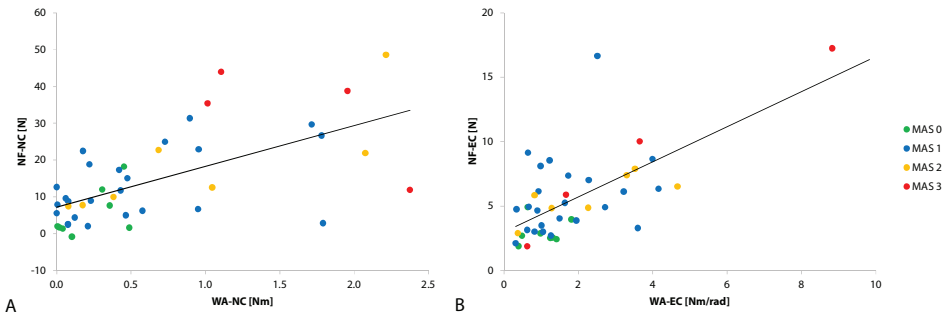 60
50
40
30
20
10
0
-10
NF-NC [N]
0.0 0.5 1.0 1.5 2.0 2.5
WA-NC [Nm]
A
20
15
10
5
0
NF-EC [N]
0 2 4 6 8 10
WA-EC [Nm/rad]
B
MAS 0
MAS 1
MAS 2
MAS 3